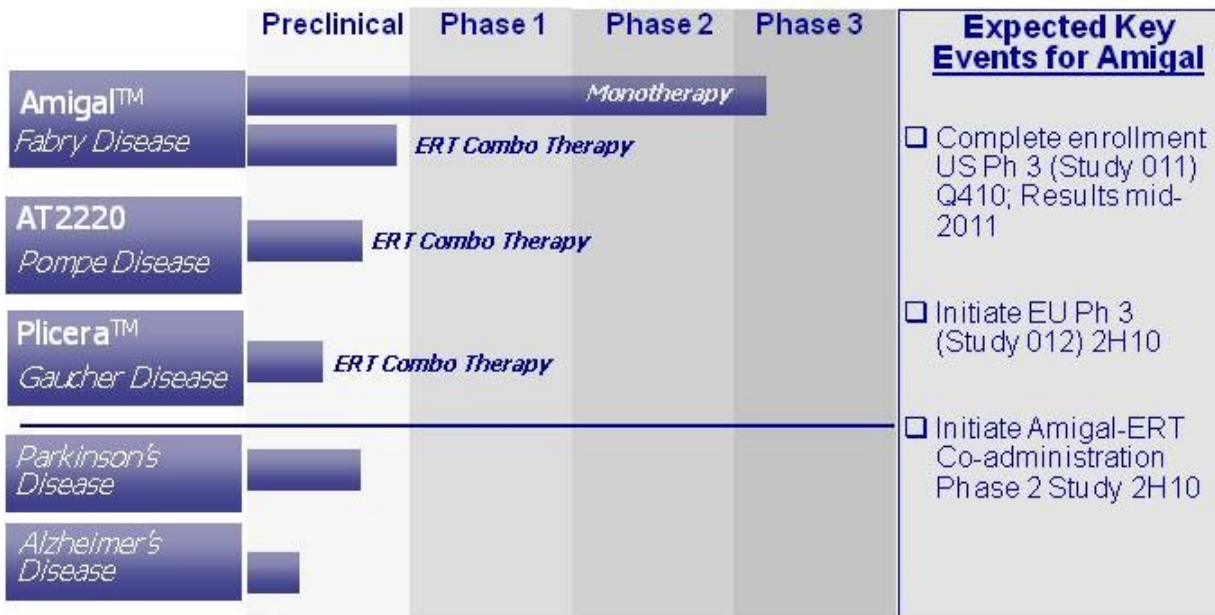 Preclinical Phase 1 Phase 2 Phase 3
Amigal™
Fabry Disease
Monotherapy
ERT Combo Therapy
AT2220
Pompe Disease
ERT Combo Therapy
Plicera™
Gaucher Disease
ERT Combo Therapy
Parkinson's
Disease
Alzheimer's
Disease
Expected Key
Events for Amigal
Complete enrollment
US Ph 3 (Study 011)
Q410; Results mid-
2011
Initiate EU Ph 3
(Study 012) 2H10
Initiate Amigal-ERT
Co-administration
Phase 2 Study 2H10